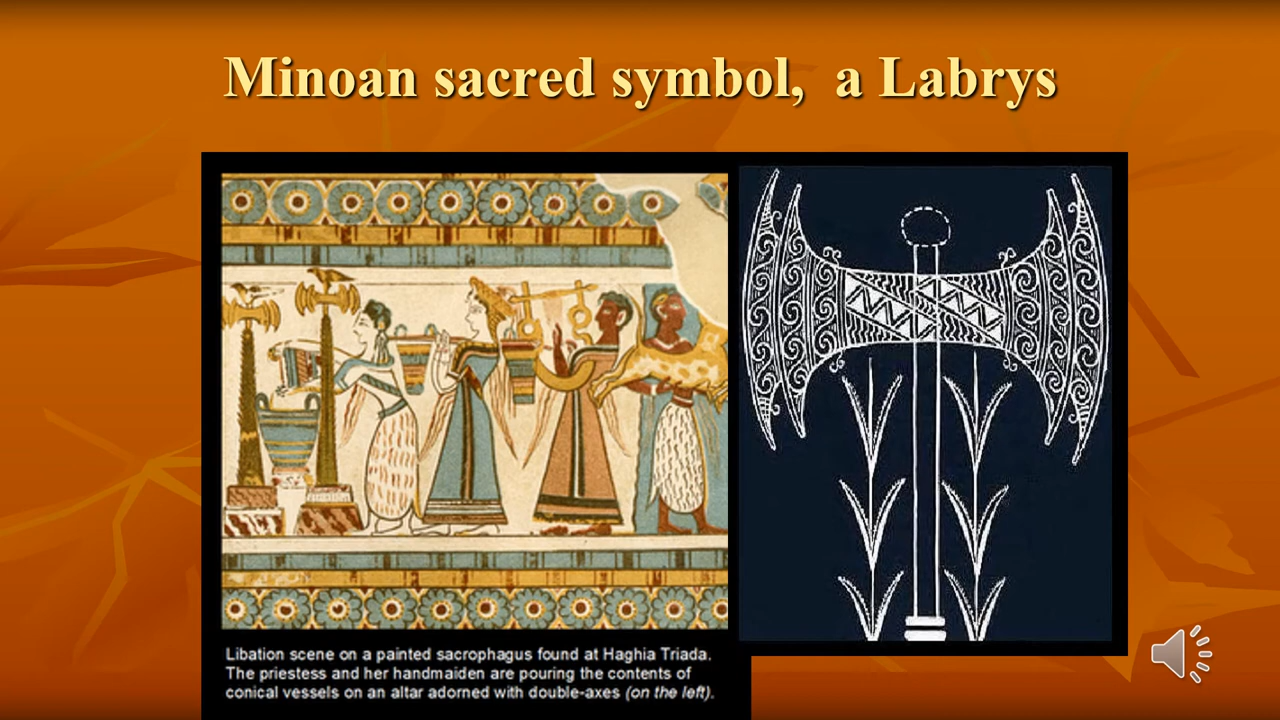 Minoan sacred symbol, a Labrys
Libation scene on a painted sacrophagus found at Haghia Triada.
The priestess and her handmaiden are pouring the contents of
conical vessels on an altar adorned with double-axes (on the left).